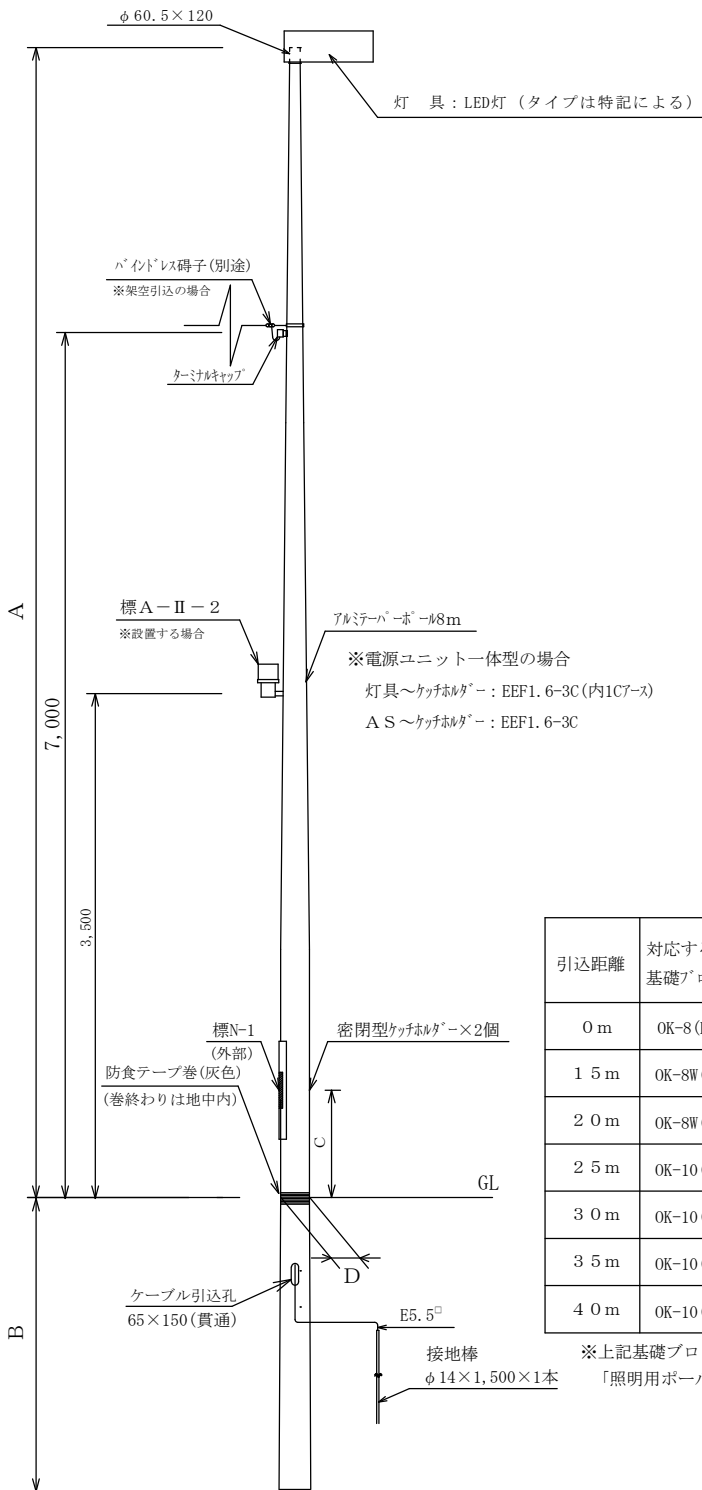 φ60.5×120
灯　具：LED灯（タイプは特記による）
バインドレス碍子(別途)
※架空引込の場合
ターミナルキャップ
A
7,000
標A－Ⅱ－2
※設置する場合
アルミテーパーポール8m
※電源ユニット一体型の場合
灯具～ケッチホルダー：EEF1.6-3C(内1Cアース)
AS～ケッチホルダー：EEF1.6-3C
3,500
引込距離
対応す
基礎ブロ
0m
OK-8
15m
OK-8W
20m
OK-8W
25m
OK-10
30m
OK-10
35m
OK-10
40m
OK-10
※上記基礎ブロ
「照明用ポー
標N-1
(外部)
密閉型ケッチホルダー×2個
防食テープ巻(灰色)
(巻終わりは地中内)
C
GL
D
ケーブル引込孔
65×150(貫通)
B
E5.5□
接地棒
φ14×1,500×1本